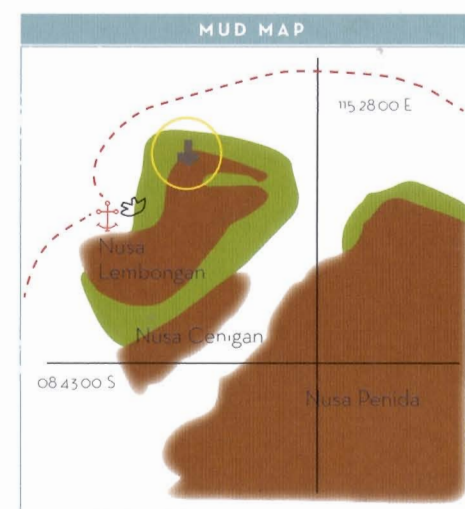 MUD MAP
115 28 00 E
Nusa
Lembongan
Nusa Cenigan
08 43 00 S
Nusa Penida